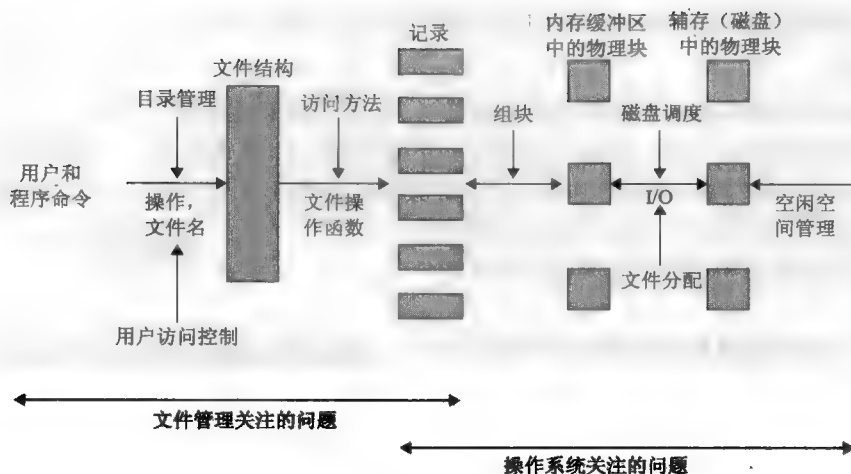 记录
内存缓冲区
中的物理块
辅存（磁盘）
中的物理块
文件结构
目录管理
访问方法
组块
磁盘调度
用户和
程序命令
操作，
文件名
文件操
作函数
I/O
空闲空
间管理
文件分配
用户访问控制
文件管理关注的问题
操作系统关注的问题